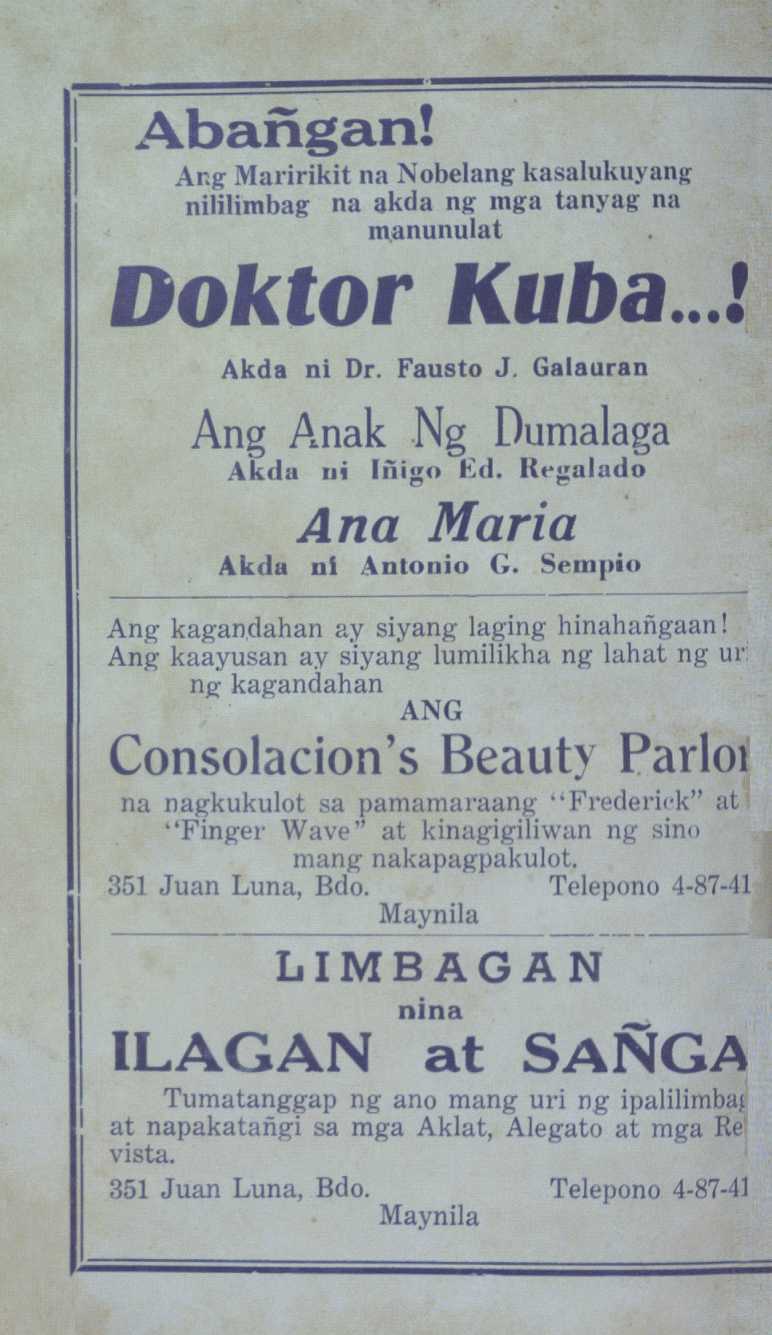 Abañgan!
Ang Maririkit na Nobelang kasalukuyang
nililimbag na akda ng mga tanyag na
manunulat
Doktor Kuba...!
Akda ni Dr. Fausto J. Galauran
Ang Anak Ng Dumalaga
Akda ni Iñigo Ed. Regalado
Ana Maria
Akda ni Antonio G. Sempio
Ang kagandahan ay siyang laging hinahañgaan!
Ang kaayusan ay siyang lumilikha ng lahat ng uri
ng kagandahan
ANG
Consolacion's Beauty Parlor
na nagkukulot sa pamamaraang “Frederick” at
“Finger Wave” at kinagigiliwan ng sino
mang nakapagpakulot.
351 Juan Luna, Bdo. Telepono 4-87-41
Maynila
LIMBAGAN
nina
ILAGAN at SAÑGA
Tumatanggap ng ano mang uri ng ipalilimbag
at napakatañgi sa mga Aklat, Alegato at mga Re
vista.
351 Juan Luna, Bdo. Telepono 4-87-41
Maynila